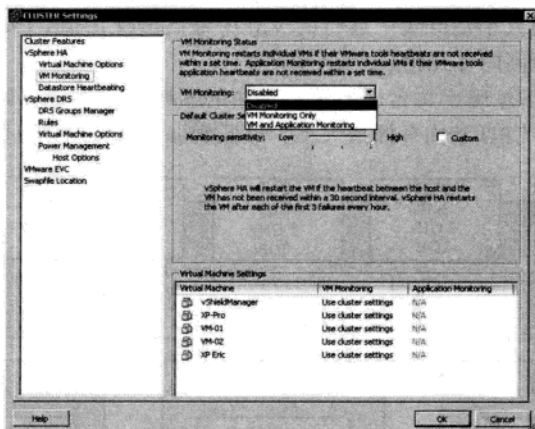 CLUSTER Settings
Cluster Features
vSphere HA
Virtual Machine Options
VM Monitoring
Datastore Heartbeating
vSphere DRS
DRS Groups Manager
Rules
Virtual Machine Options
Power Management
Host Options
VMware EVC
Swapfile Location
VM Monitoring Status
VM Monitoring restarts individual VMs if their VMware tools heartbeats are not received
within a set time. Application Monitoring restarts individual VMs if their VMware tools
application heartbeats are not received within a set time.
VM Monitoring: Disabled
Disabled
VM Monitoring Only
VM and Application Monitoring
Default Cluster Se
Monitoring sensitivity: Low High Custom
vSphere HA will restart the VM if the heartbeat between the host and the
VM has not been received within a 30 second interval. vSphere HA restarts
the VM after each of the first 3 failures every hour.
Virtual Machine Settings
Virtual Machine VM Monitoring Application Monitoring
vShieldManager Use cluster settings N/A
XP-Pro Use cluster settings N/A
VM-01 Use cluster settings N/A
VM-02 Use cluster settings N/A
XP Eric Use cluster settings N/A
Help OK Cancel